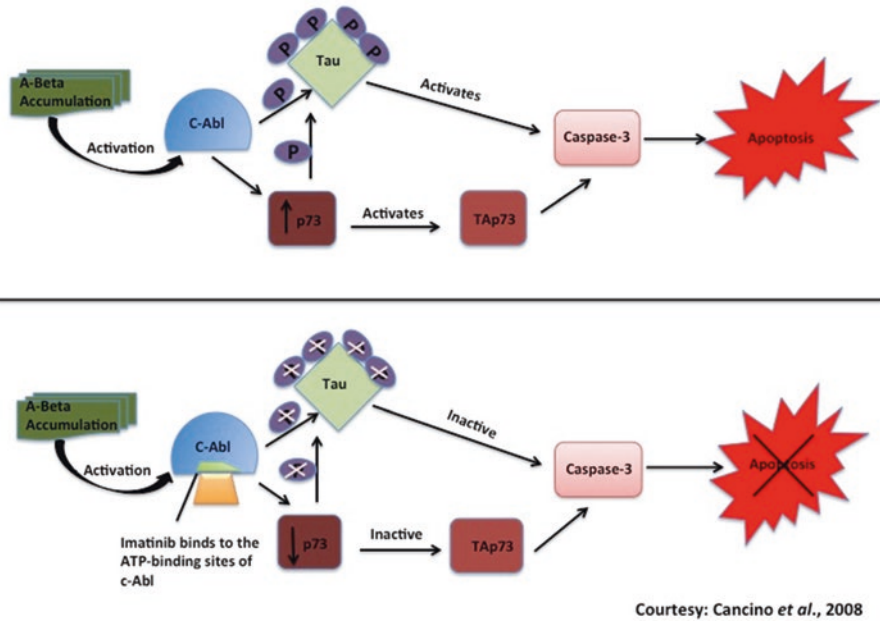 P
P
P
P
Tau
P
A-Beta
Accumulation
C-Abl
Activation
Activates
Caspase-3
Apoptosis
P
p73
Activates
TAp73
Tau
A-Beta
Accumulation
C-Abl
Activation
Inactive
Caspase-3
Apoptosis
p73
Inactive
TAp73
Imatinib binds to the
ATP-binding sites of
c-Abl
Courtesy: Cancino et al., 2008